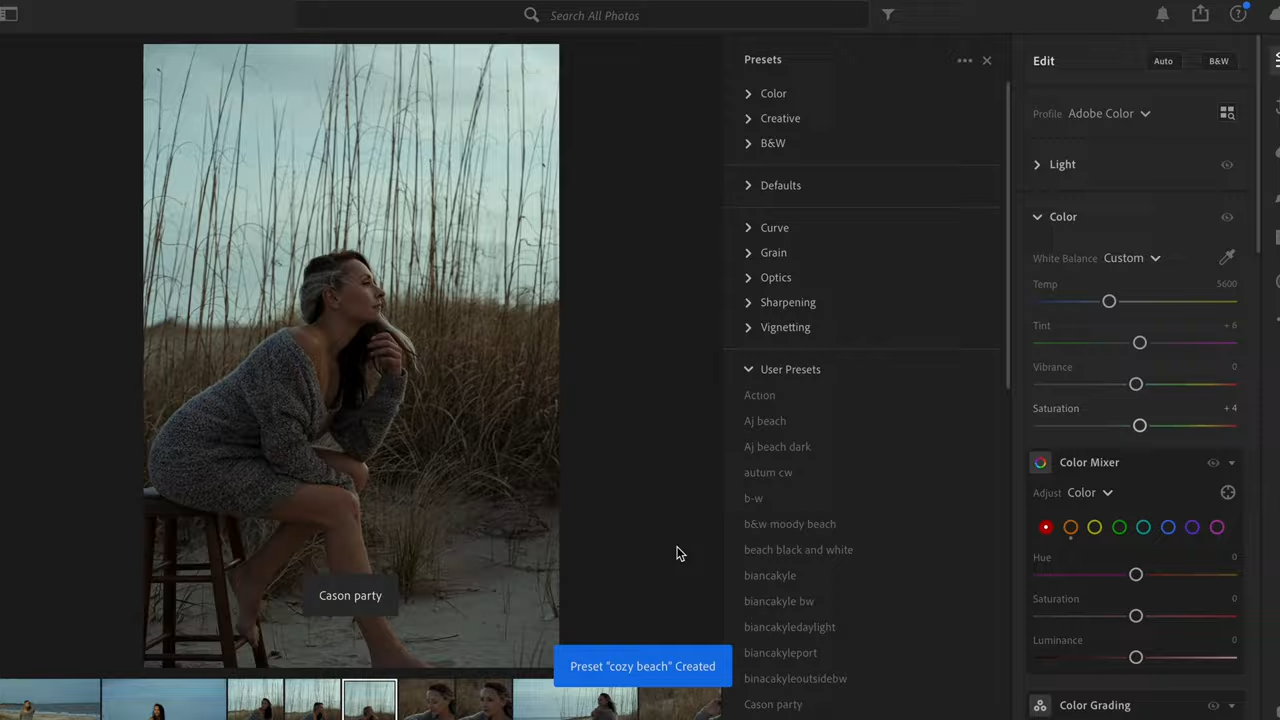 Search All Photos
Presets
Color
Creative
B&W
Defaults
Curve
Grain
Optics
Sharpening
Vignetting
User Presets
Action
Aj beach
Aj beach dark
autum cw
b-w
b&w moody beach
beach black and white
biancakyle
biancakyle bw
biancakyledaylight
biancakyleport
binacakyleoutsidebw
Cason party
Edit
Auto
B&W
Profile Adobe Color
Light
Color
White Balance Custom
Temp 5600
Tint + 6
Vibrance 0
Saturation + 4
Color Mixer
Adjust Color
Hue 0
Saturation 0
Luminance 0
Color Grading
Cason party
Preset "cozy beach" Created